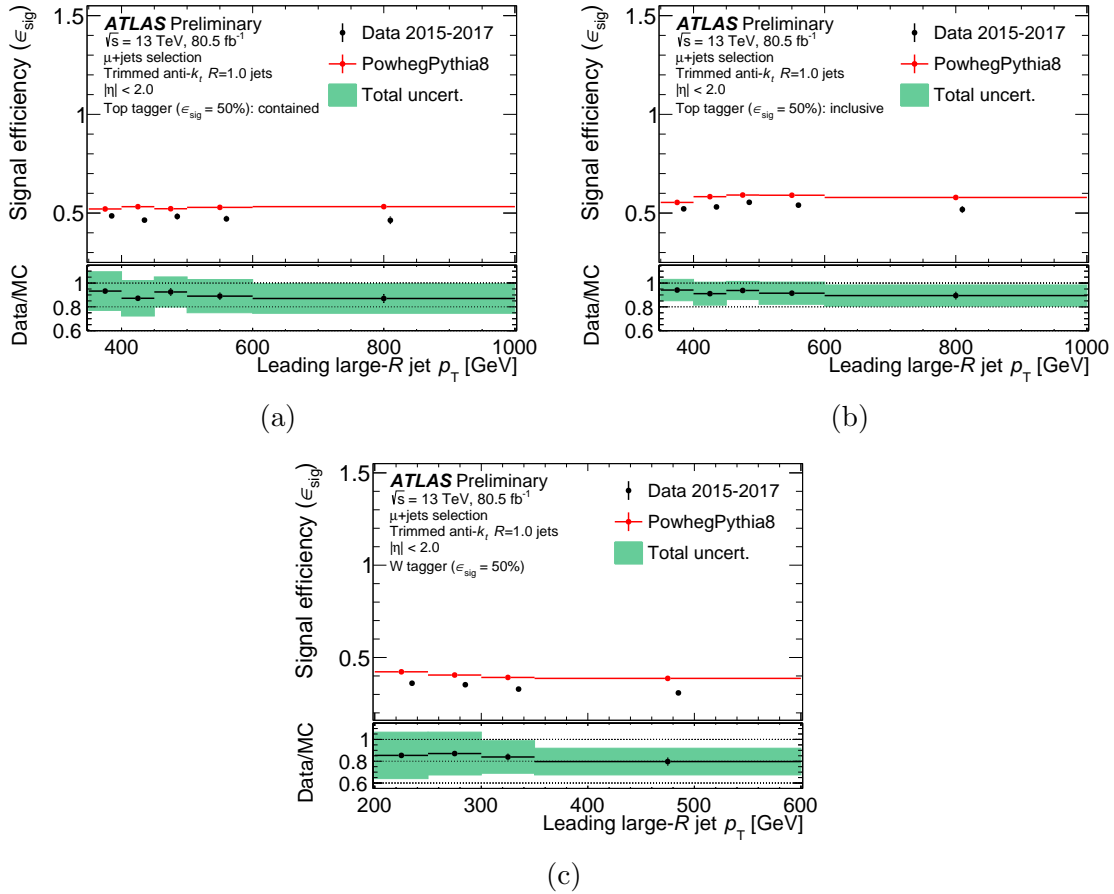 ATLAS Preliminary
√s = 13 TeV, 80.5 fb⁻¹
μ+jets selection
Trimmed anti-kₜ R=1.0 jets
|η| < 2.0
Top tagger (ϵsig = 50%): contained
Data 2015-2017
PowhegPythia8
Total uncert.
Signal efficiency (ϵsig)
1.5
1
0.5
Data/MC
1
0.8
0.6
400 600 800 1000
Leading large-R jet pT [GeV]
(a)
ATLAS Preliminary
√s = 13 TeV, 80.5 fb⁻¹
μ+jets selection
Trimmed anti-kₜ R=1.0 jets
|η| < 2.0
Top tagger (ϵsig = 50%): inclusive
Data 2015-2017
PowhegPythia8
Total uncert.
Signal efficiency (ϵsig)
1.5
1
0.5
Data/MC
1
0.8
0.6
400 600 800 1000
Leading large-R jet pT [GeV]
(b)
ATLAS Preliminary
√s = 13 TeV, 80.5 fb⁻¹
μ+jets selection
Trimmed anti-kₜ R=1.0 jets
|η| < 2.0
W tagger (ϵsig = 50%)
Data 2015-2017
PowhegPythia8
Total uncert.
Signal efficiency (ϵsig)
1.5
1
0.5
Data/MC
1
0.8
0.6
200 300 400 500 600
Leading large-R jet pT [GeV]
(c)